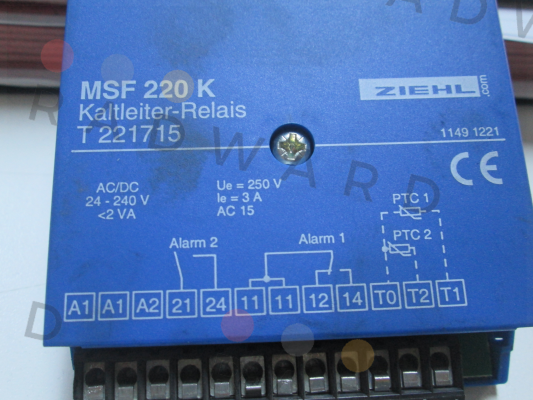 MSF 220 K
Kaltleiter-Relais
T 221715
ZIEHL
.com
1149 1221
CE
AC/DC
24 - 240 V
<2 VA
Ue = 250 V
Ie = 3 A
AC 15
PTC 1
PTC 2
Alarm 2
Alarm 1
A1 A1 A2 21 24 11 11 12 14 T0 T2 T1